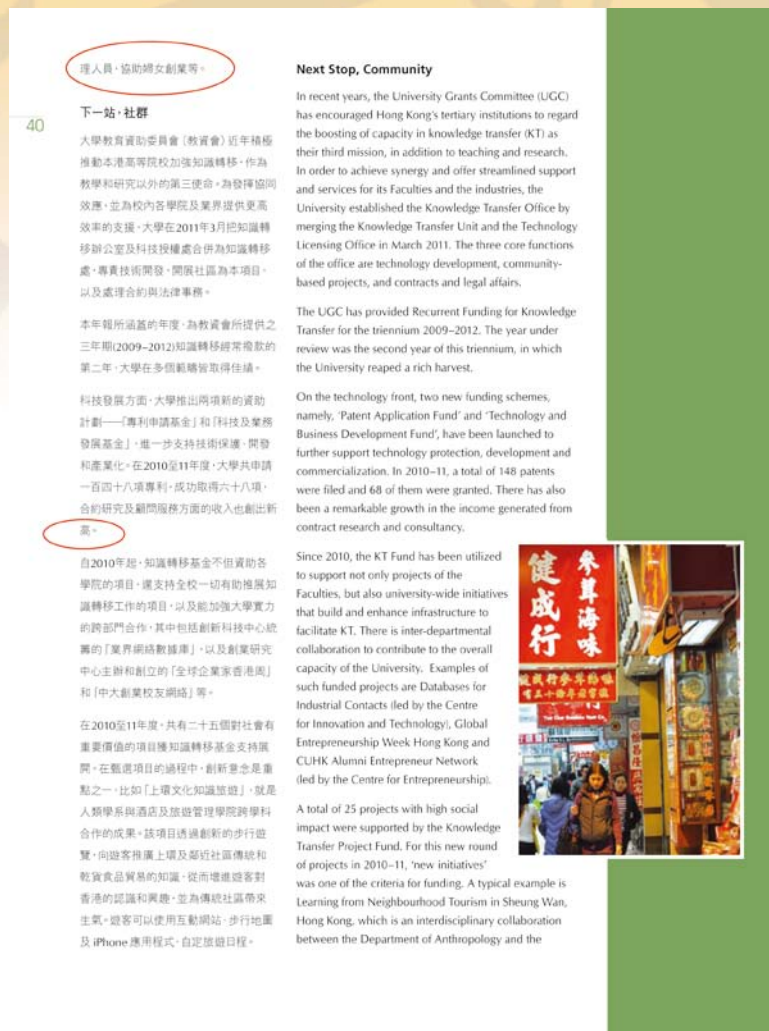 理人員，協助婦女創業等。
40
下一站，社群
大學教育資助委員會（教資會）近年積極
推動本港高等院校加強知識轉移，作為
教學和研究以外的第三使命。為發揮協同
效應，並為校內各學院及業界提供更高
效率的支援，大學在2011年3月把知識轉
移辦公室及科技授權處合併為知識轉移
處，專責技術開發、開展社區為本項目，
以及處理合約與法律事務。
本年報所涵蓋的年度，為教資會所提供之
三年期(2009–2012)知識轉移經常撥款的
第二年，大學在多個範疇皆取得佳績。
科技發展方面，大學推出兩項新的資助
計劃——「專利申請基金」和「科技及業務
發展基金」，進一步支持技術保護、開發
和產業化。在2010至11年度，大學共申請
一百四十八項專利，成功取得六十八項，
合約研究及顧問服務方面的收入也創出新
高。
自2010年起，知識轉移基金不但資助各
學院的項目，還支持全校一切有助推展知
識轉移工作的項目，以及能加強大學實力
的跨部門合作，其中包括創新科技中心統
籌的「業界網絡數據庫」，以及創業研究
中心主辦和創立的「全球企業家香港周」
和「中大創業校友網絡」等。
在2010至11年度，共有二十五個對社會有
重要價值的項目獲知識轉移基金支持展
開。在甄選項目的過程中，創新意念是重
點之一，比如「上環文化知識旅遊」，就是
人類學系與酒店及旅遊管理學院跨學科
合作的成果。該項目透過創新的步行遊
覽，向遊客推廣上環及鄰近社區傳統和
乾貨食品貿易的知識，從而增進遊客對
香港的認識和興趣，並為傳統社區帶來
生氣。遊客可以使用互動網站、步行地圖
及 iPhone 應用程式，自定旅遊日程。
Next Stop, Community
In recent years, the University Grants Committee (UGC)
has encouraged Hong Kong's tertiary institutions to regard
the boosting of capacity in knowledge transfer (KT) as
their third mission, in addition to teaching and research.
In order to achieve synergy and offer streamlined support
and services for its Faculties and the industries, the
University established the Knowledge Transfer Office by
merging the Knowledge Transfer Unit and the Technology
Licensing Office in March 2011. The three core functions
of the office are technology development, community-
based projects, and contracts and legal affairs.
The UGC has provided Recurrent Funding for Knowledge
Transfer for the triennium 2009–2012. The year under
review was the second year of this triennium, in which
the University reaped a rich harvest.
On the technology front, two new funding schemes,
namely, 'Patent Application Fund' and 'Technology and
Business Development Fund', have been launched to
further support technology protection, development and
commercialization. In 2010–11, a total of 148 patents
were filed and 68 of them were granted. There has also
been a remarkable growth in the income generated from
contract research and consultancy.
Since 2010, the KT Fund has been utilized
to support not only projects of the
Faculties, but also university-wide initiatives
that build and enhance infrastructure to
facilitate KT. There is inter-departmental
collaboration to contribute to the overall
capacity of the University. Examples of
such funded projects are Databases for
Industrial Contacts (led by the Centre
for Innovation and Technology), Global
Entrepreneurship Week Hong Kong and
CUHK Alumni Entrepreneur Network
(led by the Centre for Entrepreneurship).
A total of 25 projects with high social
impact were supported by the Knowledge
Transfer Project Fund. For this new round
of projects in 2010–11, 'new initiatives'
was one of the criteria for funding. A typical example is
Learning from Neighbourhood Tourism in Sheung Wan,
Hong Kong, which is an interdisciplinary collaboration
between the Department of Anthropology and the
參茸海味
健成行